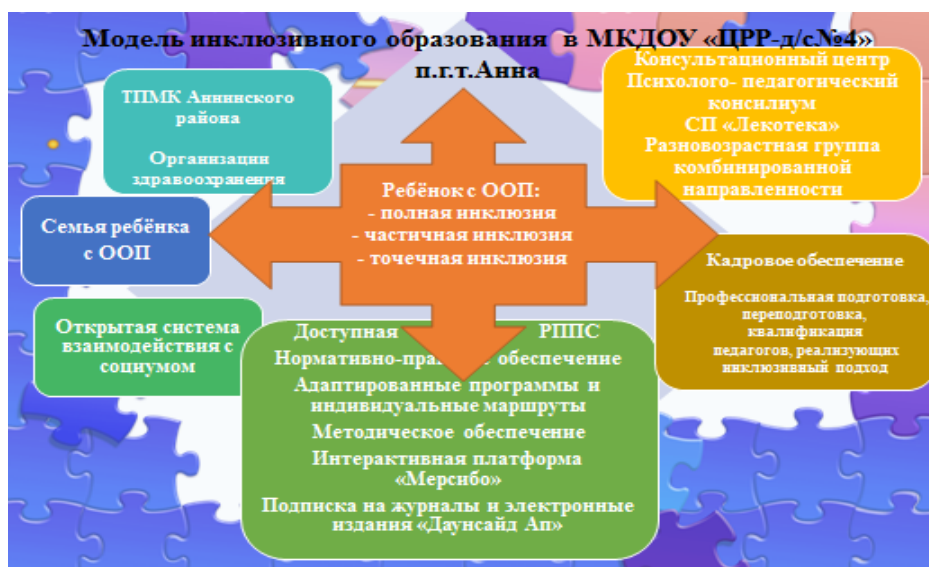 Модель инклюзивного образования в МКДОУ «ЦРР-д/с№4»
п.г.т.Анна
ТПМК Аннинского
района
Организации
здравоохранения
Консультационный центр
Психолого- педагогический
консилиум
СП «Лекотека»
Разновозрастная группа
комбинированной
направленности
Ребёнок с ООП:
- полная инклюзия
- частичная инклюзия
- точечная инклюзия
Семья ребёнка
с ООП
Кадровое обеспечение
Профессиональная подготовка,
переподготовка,
квалификация
педагогов, реализующих
инклюзивный подход
Открытая система
взаимодействия с
социумом
Доступная РППС
обеспечение
Адаптированные программы и
индивидуальные маршруты
Методическое обеспечение
Интерактивная платформа
«Мерсибо»
Подписка на журналы и электронные
издания «Даунсайд Ап»